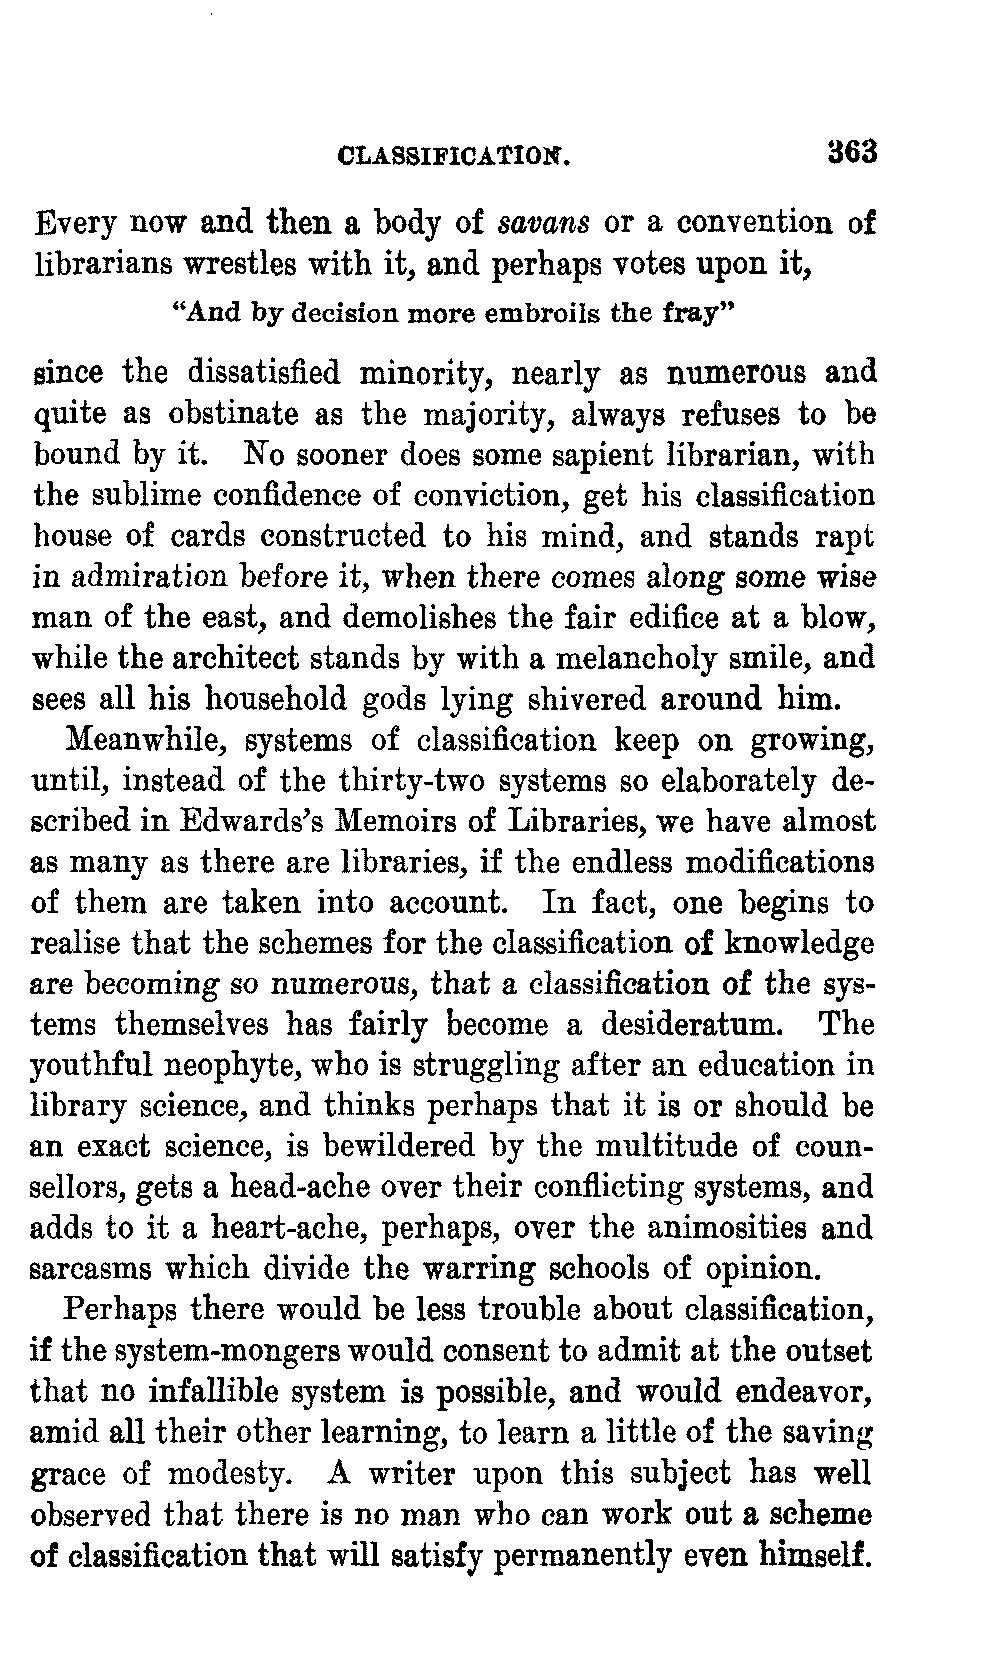 CLASSIFICATION. 363
Every now and then a body of savans or a convention of
librarians wrestles with it, and perhaps votes upon it,
“And by decision more embroils the fray”
since the dissatisfied minority, nearly as numerous and
quite as obstinate as the majority, always refuses to be
bound by it. No sooner does some sapient librarian, with
the sublime confidence of conviction, get his classification
house of cards constructed to his mind, and stands rapt
in admiration before it, when there comes along some wise
man of the east, and demolishes the fair edifice at a blow,
while the architect stands by with a melancholy smile, and
sees all his household gods lying shivered around him.
Meanwhile, systems of classification keep on growing,
until, instead of the thirty-two systems so elaborately de-
scribed in Edwards’s Memoirs of Libraries, we have almost
as many as there are libraries, if the endless modifications
of them are taken into account. In fact, one begins to
realise that the schemes for the classification of knowledge
are becoming so numerous, that a classification of the sys-
tems themselves has fairly become a desideratum. The
youthful neophyte, who is struggling after an education in
library science, and thinks perhaps that it is or should be
an exact science, is bewildered by the multitude of coun-
sellors, gets a head-ache over their conflicting systems, and
adds to it a heart-ache, perhaps, over the animosities and
sarcasms which divide the warring schools of opinion.
Perhaps there would be less trouble about classification,
if the system-mongers would consent to admit at the outset
that no infallible system is possible, and would endeavor,
amid all their other learning, to learn a little of the saving
grace of modesty. A writer upon this subject has well
observed that there is no man who can work out a scheme
of classification that will satisfy permanently even himself.